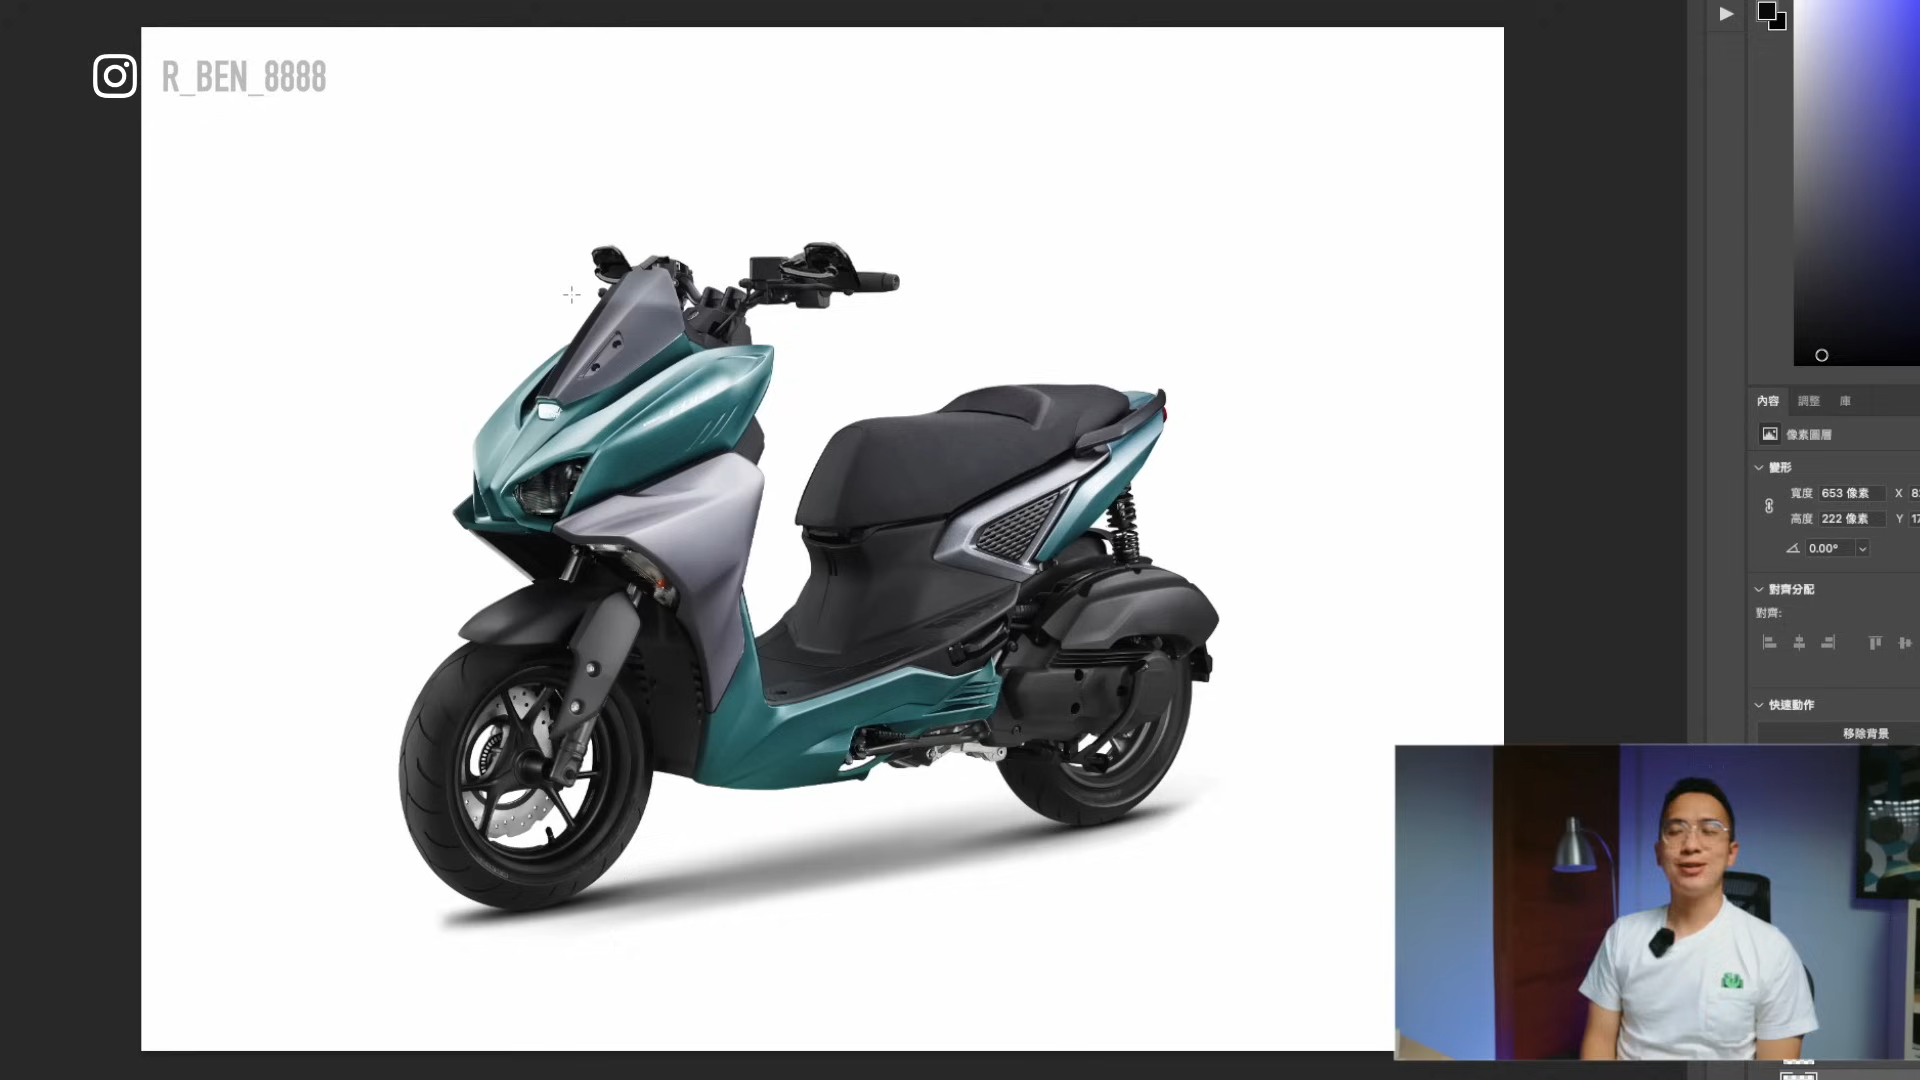 R_BEN_8888
內容 調整 庫
像素圖層
變形
寬度 653 像素 X
高度 222 像素 Y
0.00°
對齊分配
對齊:
快速動作
移除背景